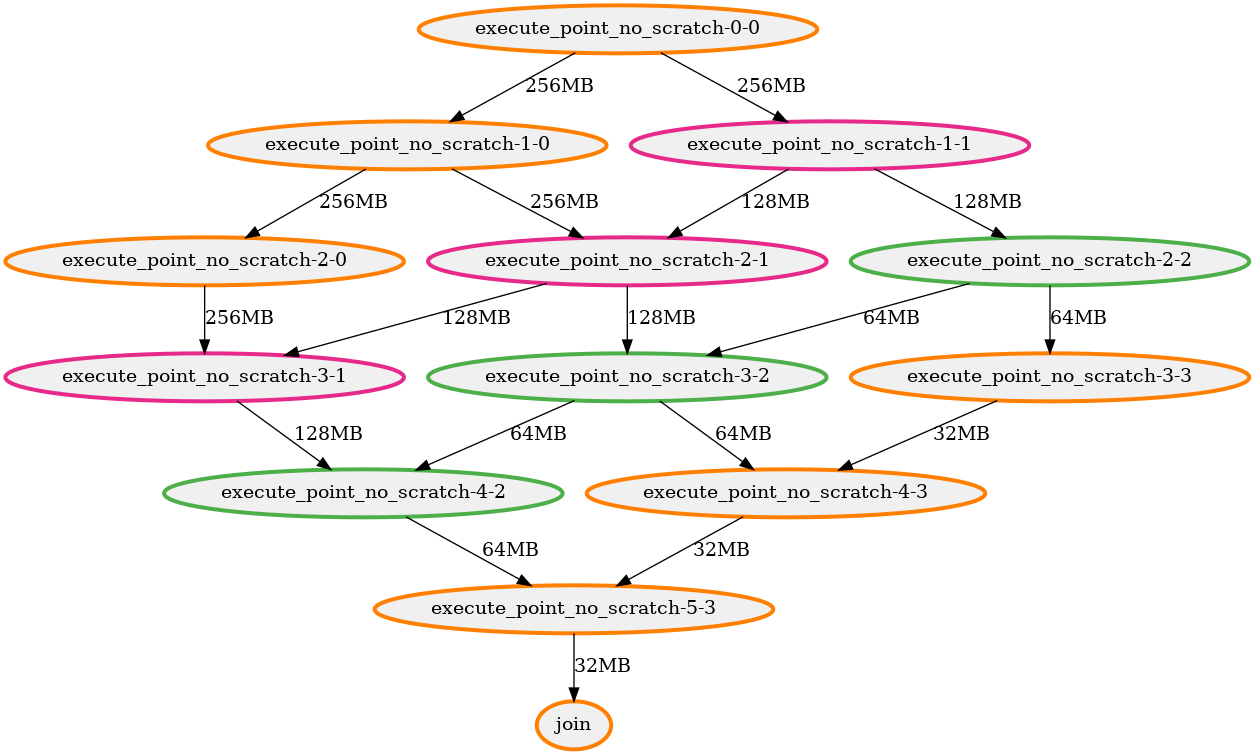 execute_point_no_scratch-0-0
256MB
256MB
execute_point_no_scratch-1-0
execute_point_no_scratch-1-1
256MB
256MB
128MB
128MB
execute_point_no_scratch-2-0
execute_point_no_scratch-2-1
execute_point_no_scratch-2-2
256MB
128MB
128MB
64MB
64MB
execute_point_no_scratch-3-1
execute_point_no_scratch-3-2
execute_point_no_scratch-3-3
128MB
64MB
64MB
32MB
execute_point_no_scratch-4-2
execute_point_no_scratch-4-3
64MB
32MB
execute_point_no_scratch-5-3
32MB
join